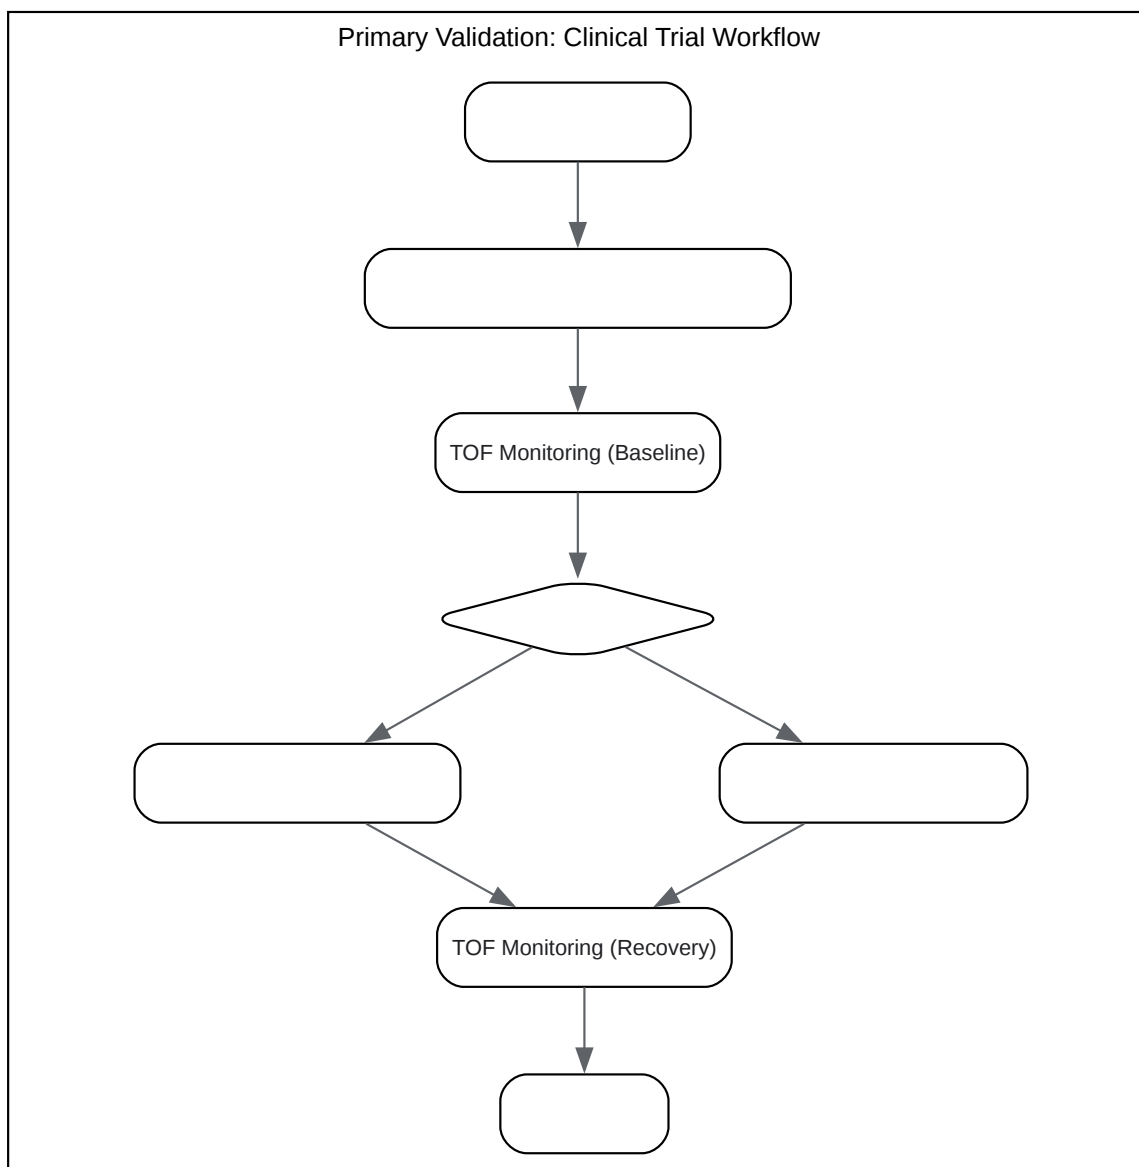 Primary Validation: Clinical Trial Workflow
TOF Monitoring (Baseline)
TOF Monitoring (Recovery)